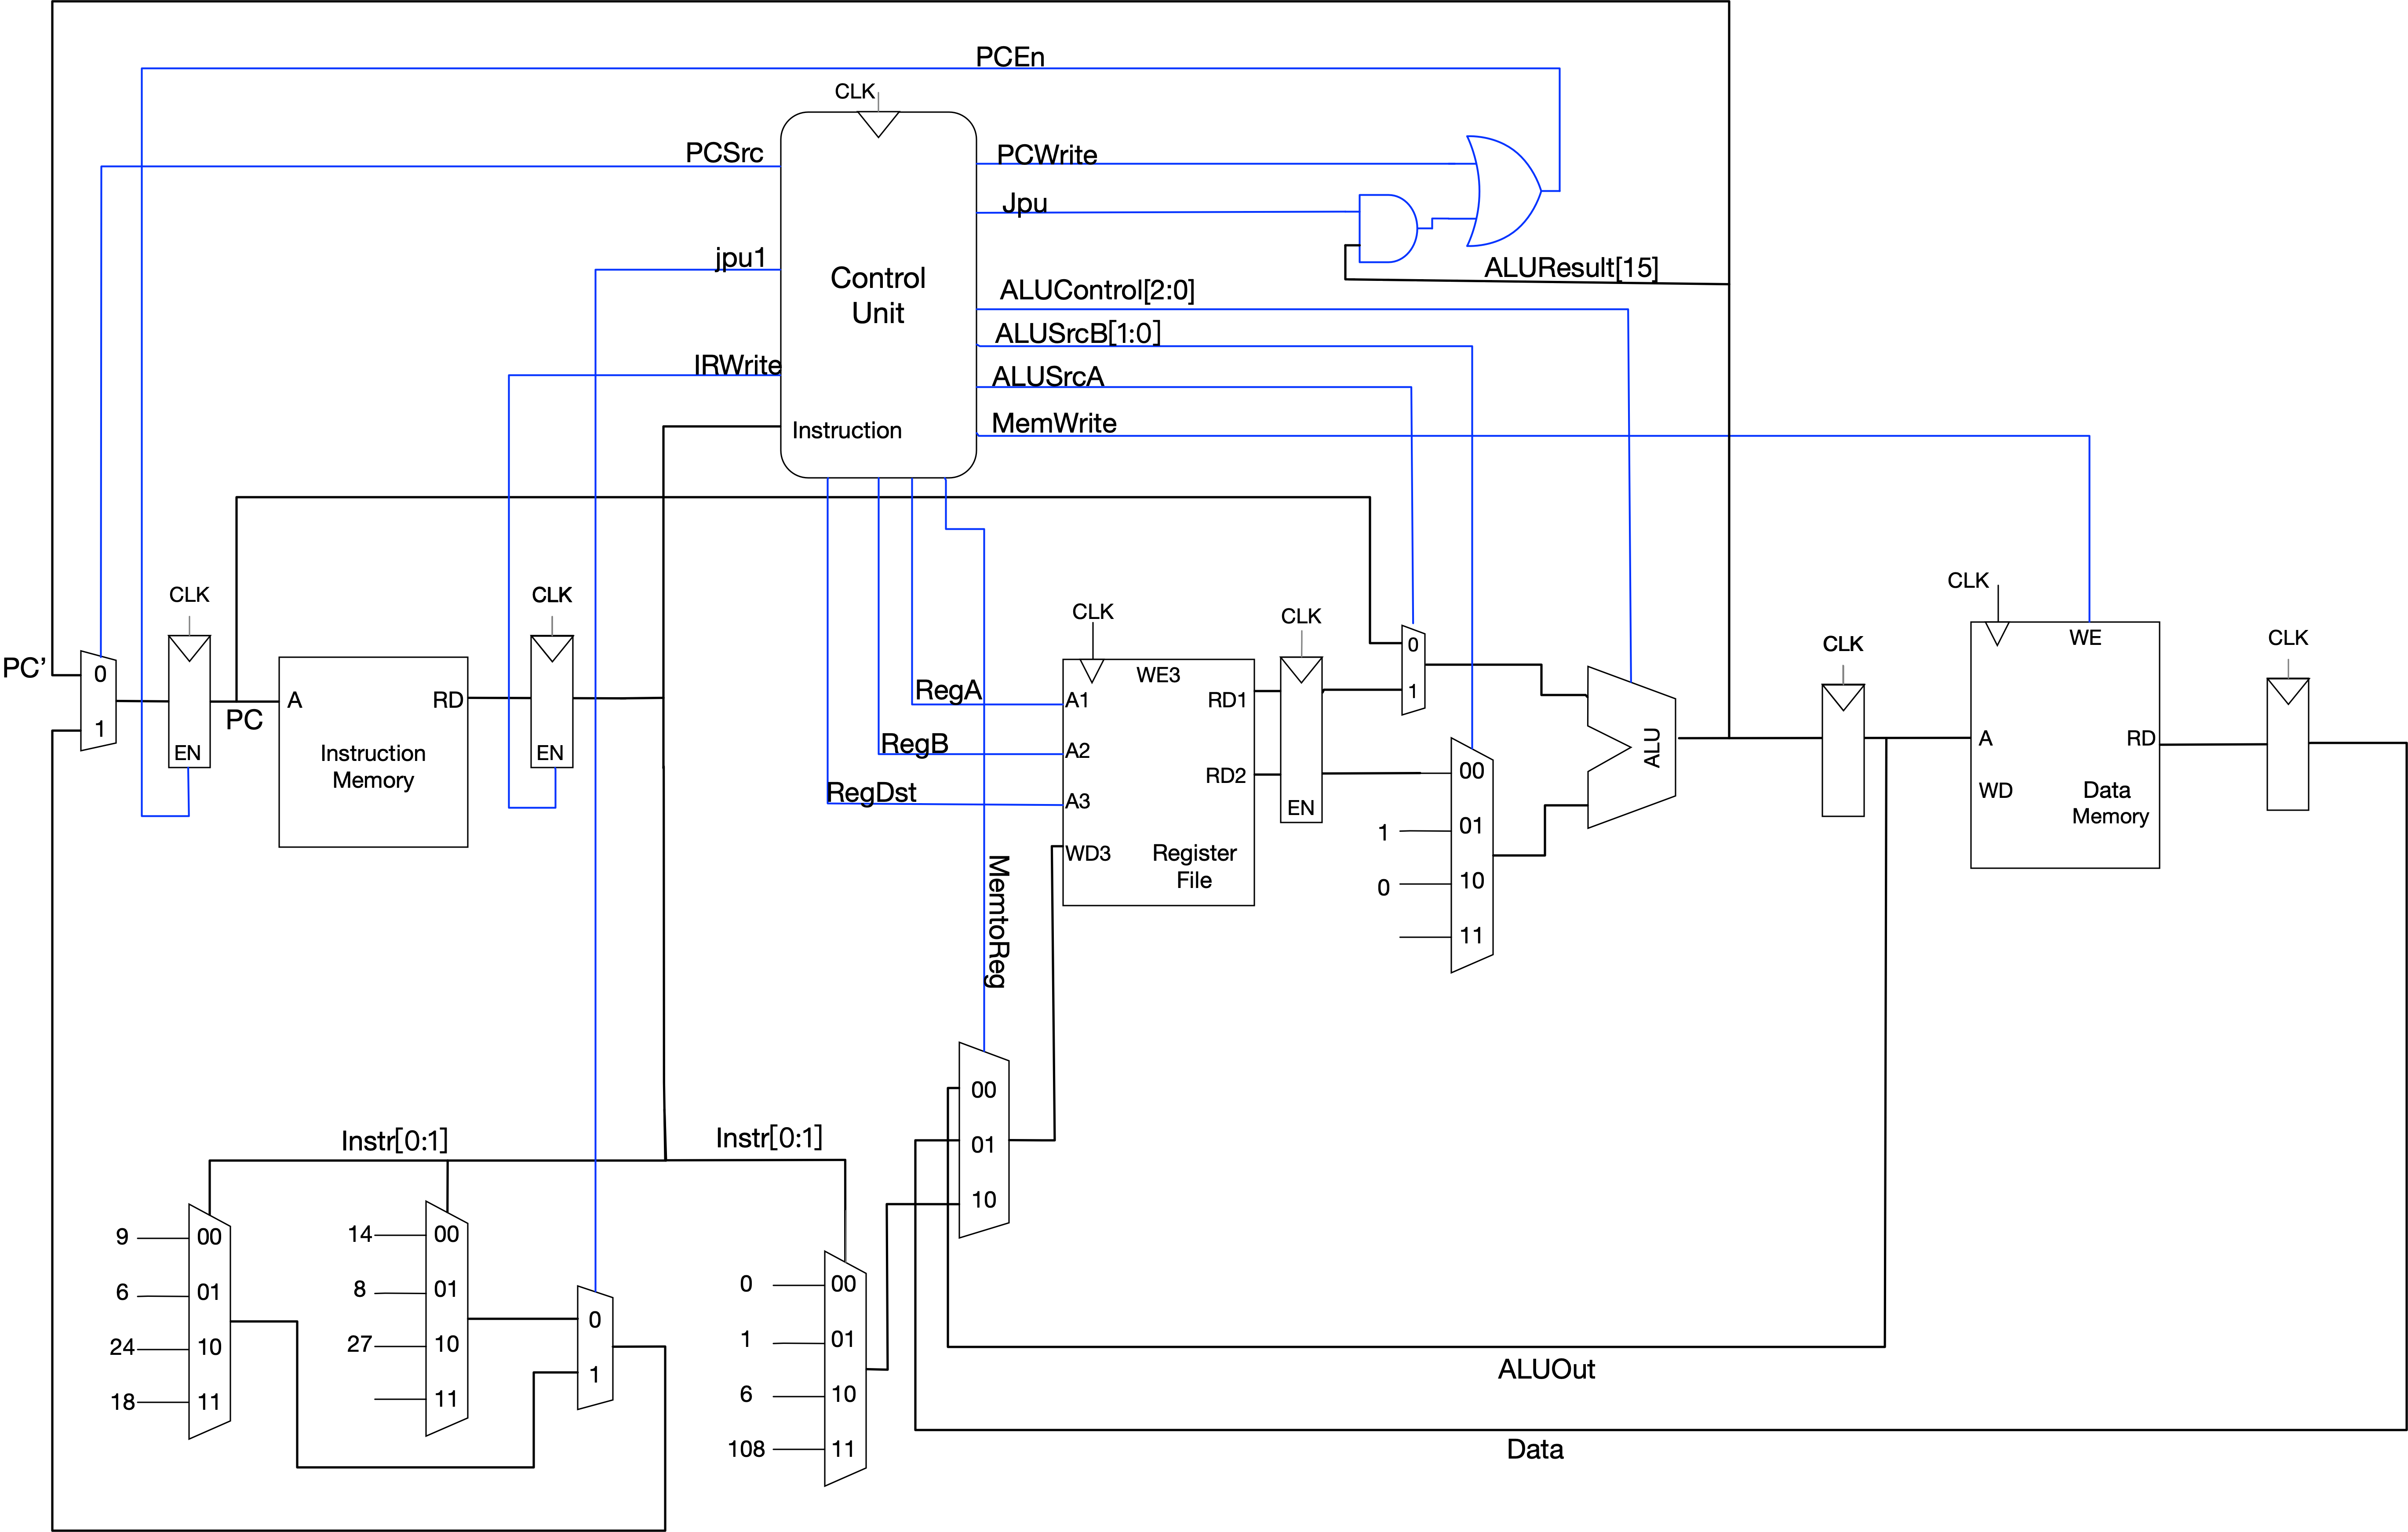 PCEn
CLK
PCSrc
PCWrite
Jpu
jpu1
Control
Unit
ALUResult[15]
ALUControl[2:0]
ALUSrcB[1:0]
IRWrite
ALUSrcA
MemWrite
Instruction
CLK
CLK
CLK
CLK
CLK
CLK
CLK
PC'
0
1
EN
PC
A
RD
Instruction
Memory
EN
RegA
RegB
RegDst
WE3
A1
A2
A3
WD3
RD1
RD2
Register
File
EN
0
1
00
1
01
0
10
11
ALU
WE
A
RD
WD
Data
Memory
MemtoReg
00
01
10
Instr[0:1]
Instr[0:1]
9
00
6
01
24
10
18
11
14
00
8
01
27
10
11
0
1
0
00
1
01
6
10
108
11
ALUOut
Data